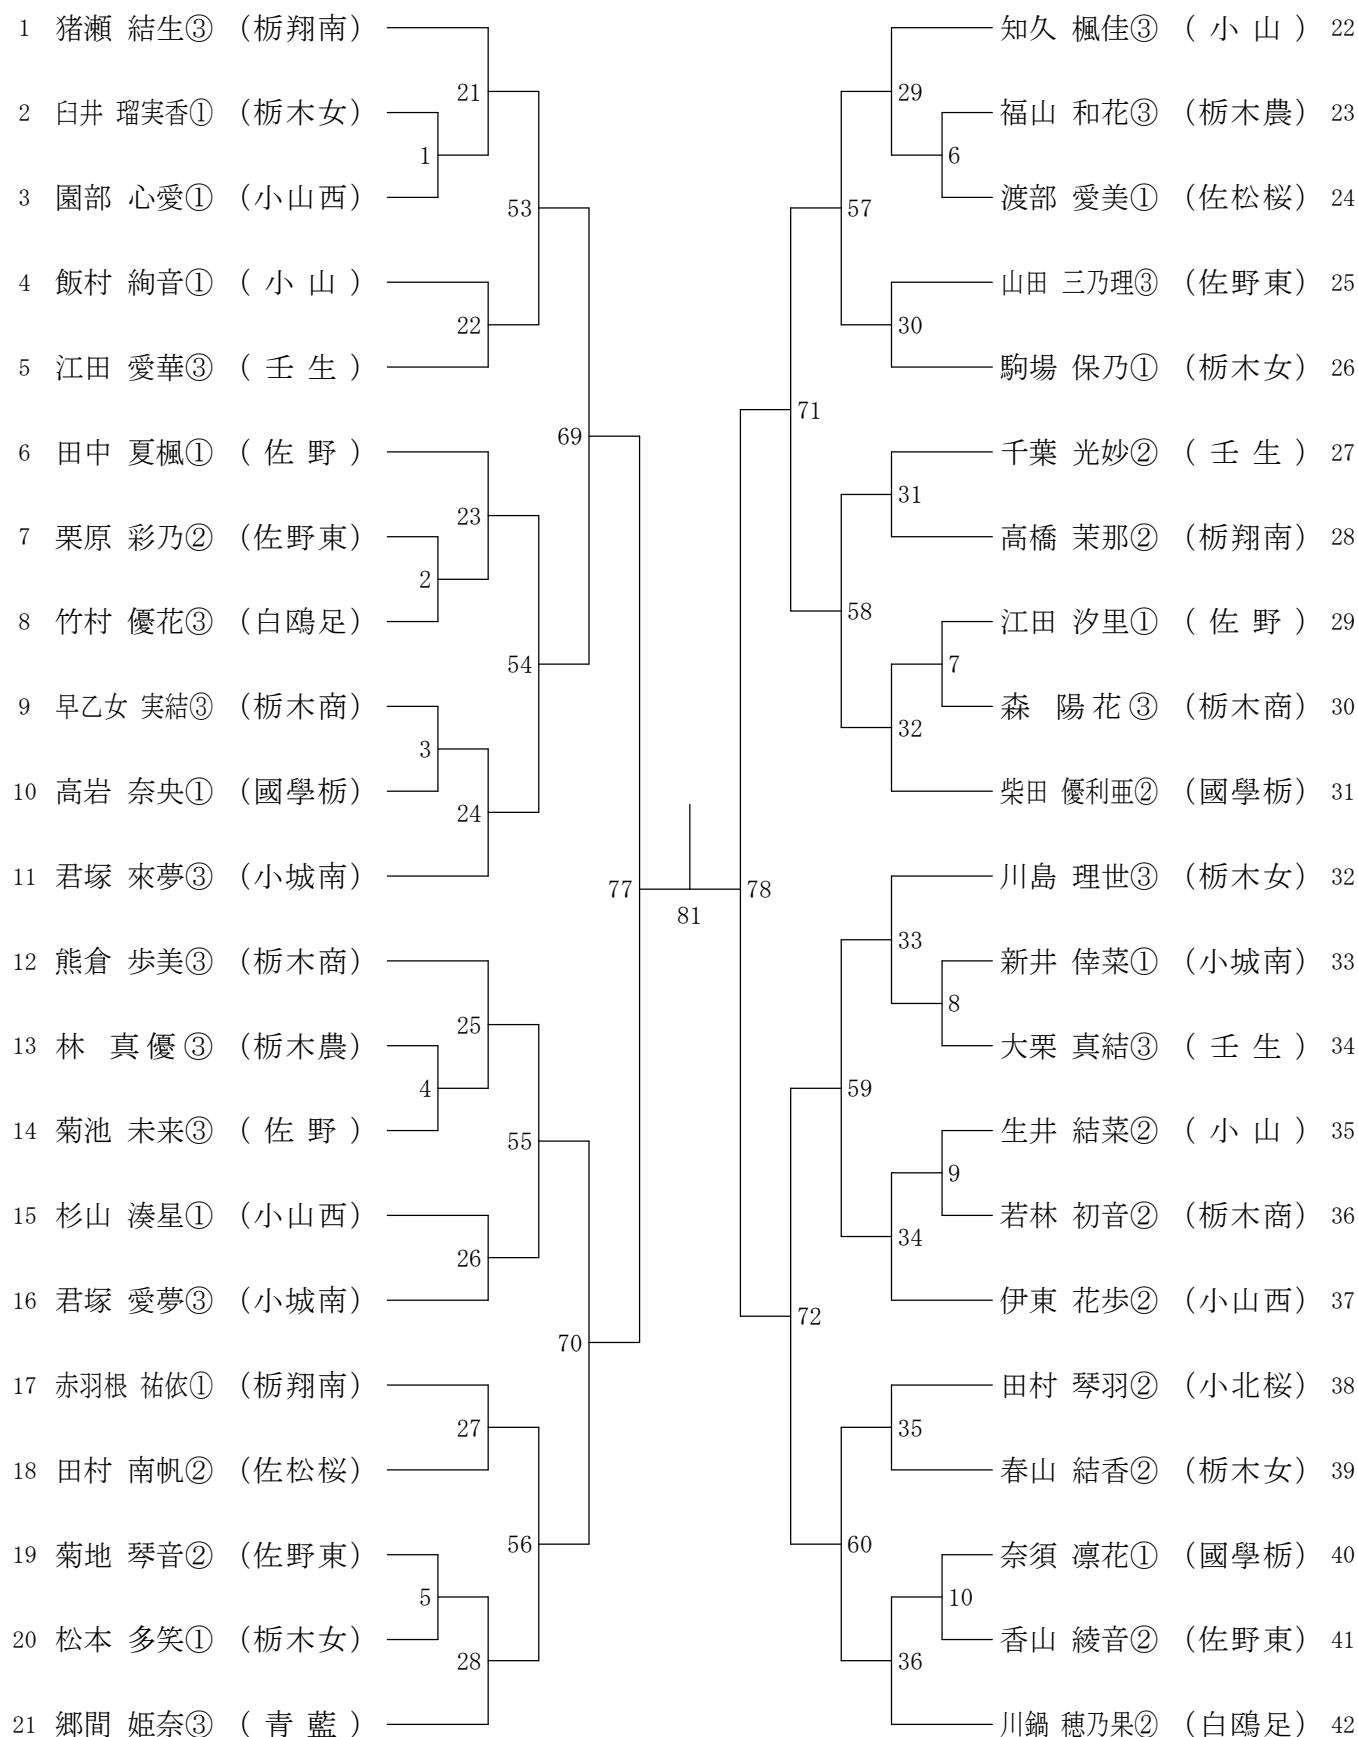 1 猪瀬 結生③ (栃翔南)
2 臼井 瑠実香① (栃木女)
3 園部 心愛① (小山西)
4 飯村 絢音① (小山)
5 江田 愛華③ (壬生)
6 田中 夏楓① (佐野)
7 栗原 彩乃② (佐野東)
8 竹村 優花③ (白鴎足)
9 早乙女 実結③ (栃木商)
10 高岩 奈央① (國學栃)
11 君塚 來夢③ (小城南)
12 熊倉 歩美③ (栃木商)
13 林 真優③ (栃木農)
14 菊池 未来③ (佐野)
15 杉山 湊星① (小山西)
16 君塚 愛夢③ (小城南)
17 赤羽根 祐依① (栃翔南)
18 田村 南帆② (佐松桜)
19 菊地 琴音② (佐野東)
20 松本 多笑① (栃木女)
21 郷間 姫奈③ (青藍)
1
2
3
4
5
21
22
23
24
25
26
27
28
53
54
55
56
69
70
77
81
78
71
72
57
58
59
60
29
30
31
32
33
34
35
36
6
7
8
9
10
知久 楓佳③ (小山) 22
福山 和花③ (栃木農) 23
渡部 愛美① (佐松桜) 24
山田 三乃理③ (佐野東) 25
駒場 保乃① (栃木女) 26
千葉 光妙② (壬生) 27
高橋 茉那② (栃翔南) 28
江田 汐里① (佐野) 29
森 陽花③ (栃木商) 30
柴田 優利亜② (國學栃) 31
川島 理世③ (栃木女) 32
新井 倖菜① (小城南) 33
大栗 真結③ (壬生) 34
生井 結菜② (小山) 35
若林 初音② (栃木商) 36
伊東 花歩② (小山西) 37
田村 琴羽② (小北桜) 38
春山 結香② (栃木女) 39
奈須 凛花① (國學栃) 40
香山 綾音② (佐野東) 41
川鍋 穂乃果② (白鴎足) 42